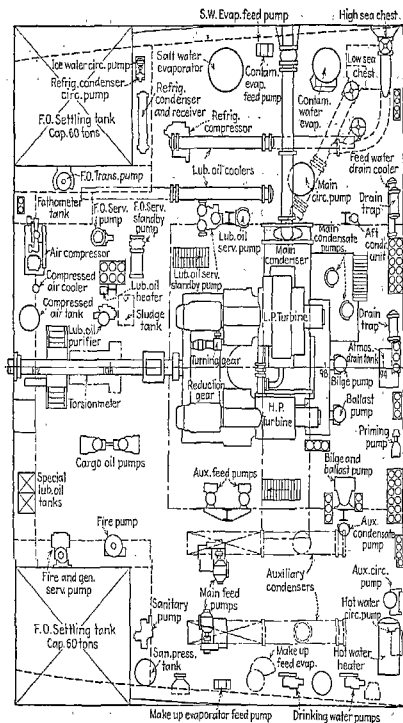 S.W. Evap. feed pump
High sea chest
Ice water circ. pump
Refrig. condenser
circ. pump
F.O. Settling tank
Cap. 60 tons
Refrig.
condenser
and receiver
Salt water
evaporator
Contam.
evap.
feed pump
Contam.
water
evap.
Low sea
chest
Refrig.
compressor
Feed water
drain cooler
F.O. Trans. pump
Lub. oil coolers
Main
circ. pump
Drain
trap
Fathometer
tank
F.O. Serv.
pump
F.O. Serv.
standby
pump
Lub. oil
serv. pump
Main
condenser
Main
condensate
pumps
Aft
cond.
unit
Air compressor
Compressed
air cooler
Lub. oil serv.
standby pump
Compressed
air tank
Lub. oil
heater
Sludge
tank
L.P. Turbine
Drain
trap
Lub. oil
purifier
Atmos.
drain tank
94
Turning gear
98
Bilge pump
Torsionmeter
Reduction
gear
H.P.
Turbine
Ballast
pump
Priming
pump
Cargo oil pumps
Bilge and
ballast pump
Special
lub. oil
tanks
Aux. feed pumps
Fire pump
Aux.
condensate
pump
Fire and gen.
serv. pump
Main feed
pumps
Auxiliary
condensers
Aux. circ.
pump
Hot water
circ. pump
F.O. Settling tank
Cap. 60 tons
Sanitary
pump
San. press.
tank
Make up
feed evap.
Hot water
heater
Make up evaporator feed pump
Drinking water pumps